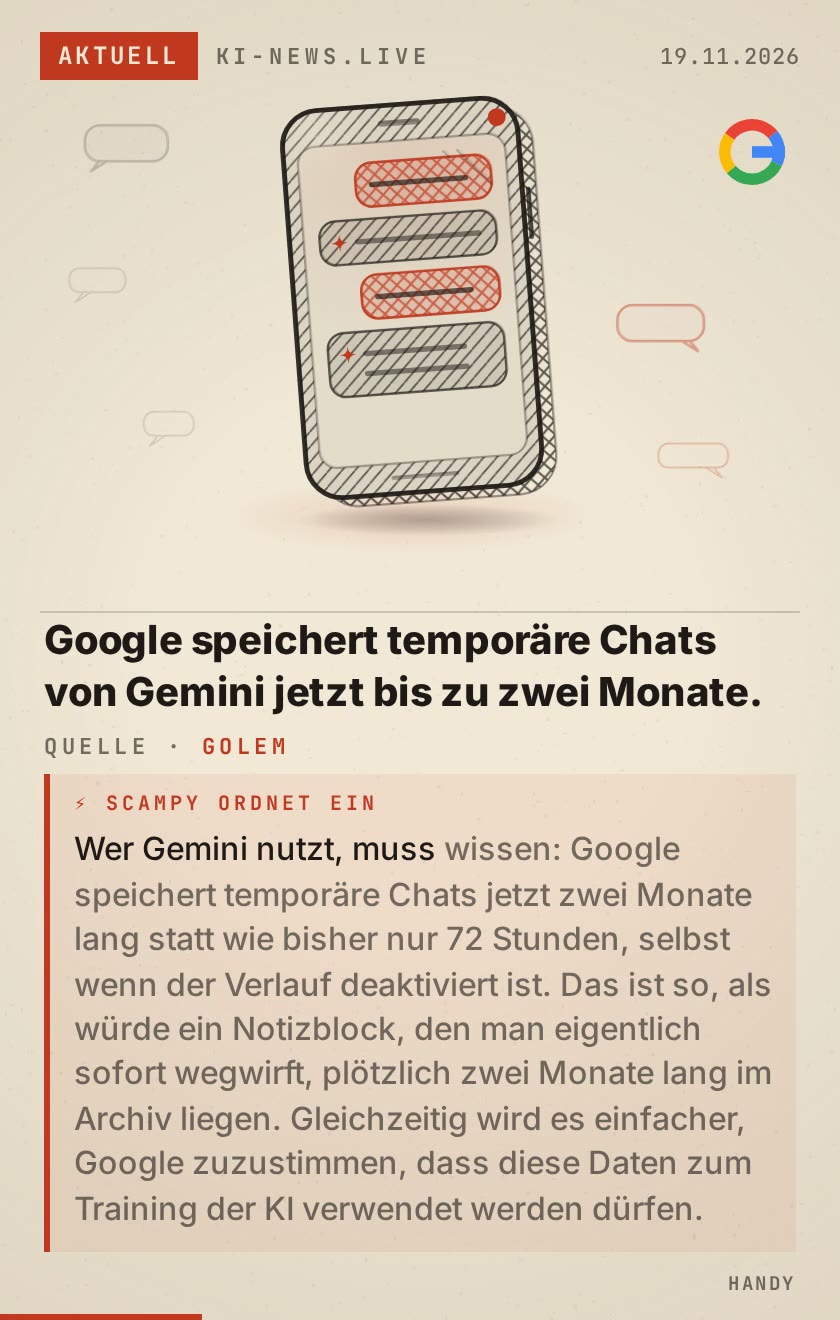 AKTUELL KI-NEWS.LIVE 19.11.2026
Google speichert temporäre Chats
von Gemini jetzt bis zu zwei Monate.
QUELLE · GOLEM
⚡ SCAMPY ORDNET EIN
Wer Gemini nutzt, muss wissen: Google
speichert temporäre Chats jetzt zwei Monate
lang statt wie bisher nur 72 Stunden, selbst
wenn der Verlauf deaktiviert ist. Das ist so, als
würde ein Notizblock, den man eigentlich
sofort wegwirft, plötzlich zwei Monate lang im
Archiv liegen. Gleichzeitig wird es einfacher,
Google zuzustimmen, dass diese Daten zum
Training der KI verwendet werden dürfen.
HANDY